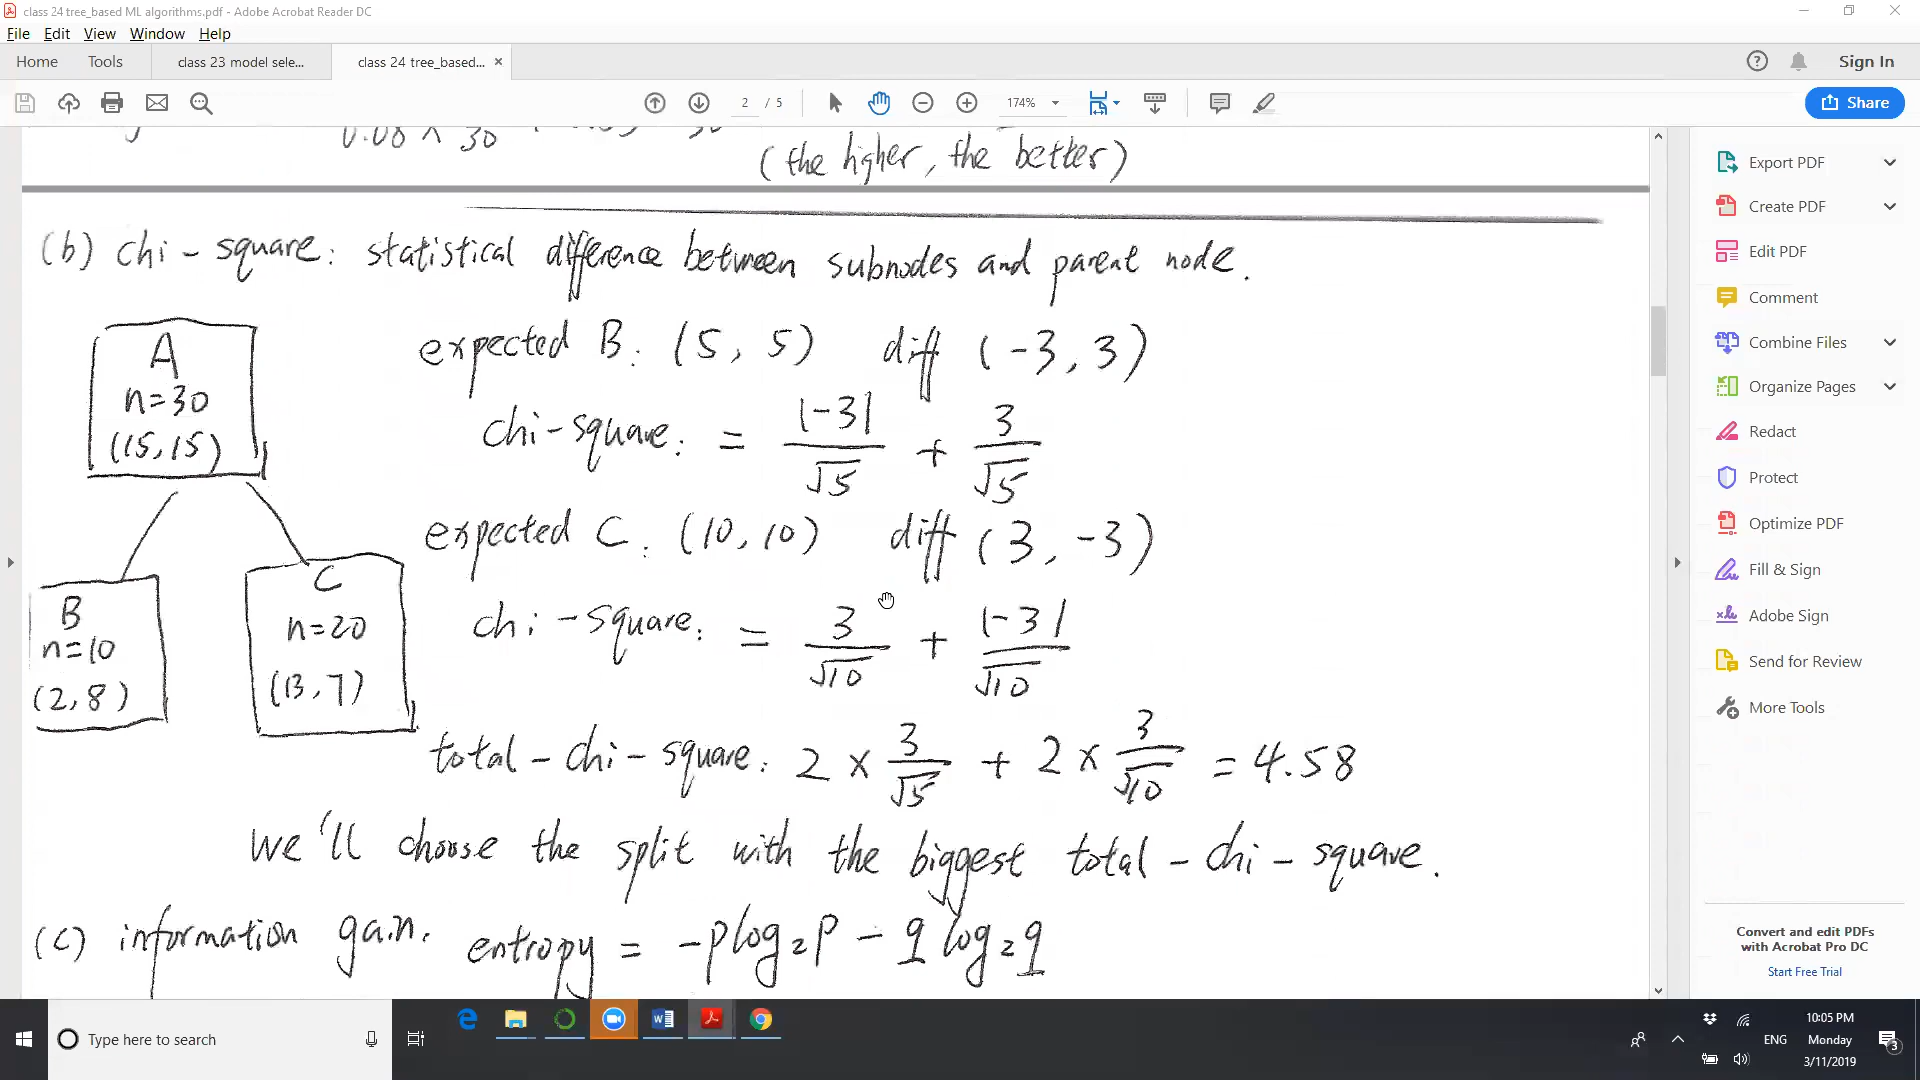 class 24 tree_based ML algorithms.pdf - Adobe Acrobat Reader DC
File Edit View Window Help
Home Tools class 23 model sele... class 24 tree_based... × Sign In
2 / 5 174% Share
(the higher, the better)
(b) chi-square: statistical difference between subnodes and parent node.
A
n=30
(15,15)
B
n=10
(2,8)
C
n=20
(13,7)
expected B: (5, 5) diff (-3, 3)
chi-square: = |-3|/√5 + 3/√5
expected C: (10, 10) diff (3, -3)
chi-square: = 3/√10 + |-3|/√10
total-chi-square: 2 × 3/√5 + 2 × 3/√10 = 4.58
we'll choose the split with the biggest total-chi-square.
(c) information gain. entropy = -p log₂ p - q log₂ q
Export PDF
Create PDF
Edit PDF
Comment
Combine Files
Organize Pages
Redact
Protect
Optimize PDF
Fill & Sign
Adobe Sign
Send for Review
More Tools
Convert and edit PDFs
with Acrobat Pro DC
Start Free Trial
Type here to search
ENG
10:05 PM
Monday
3/11/2019
3